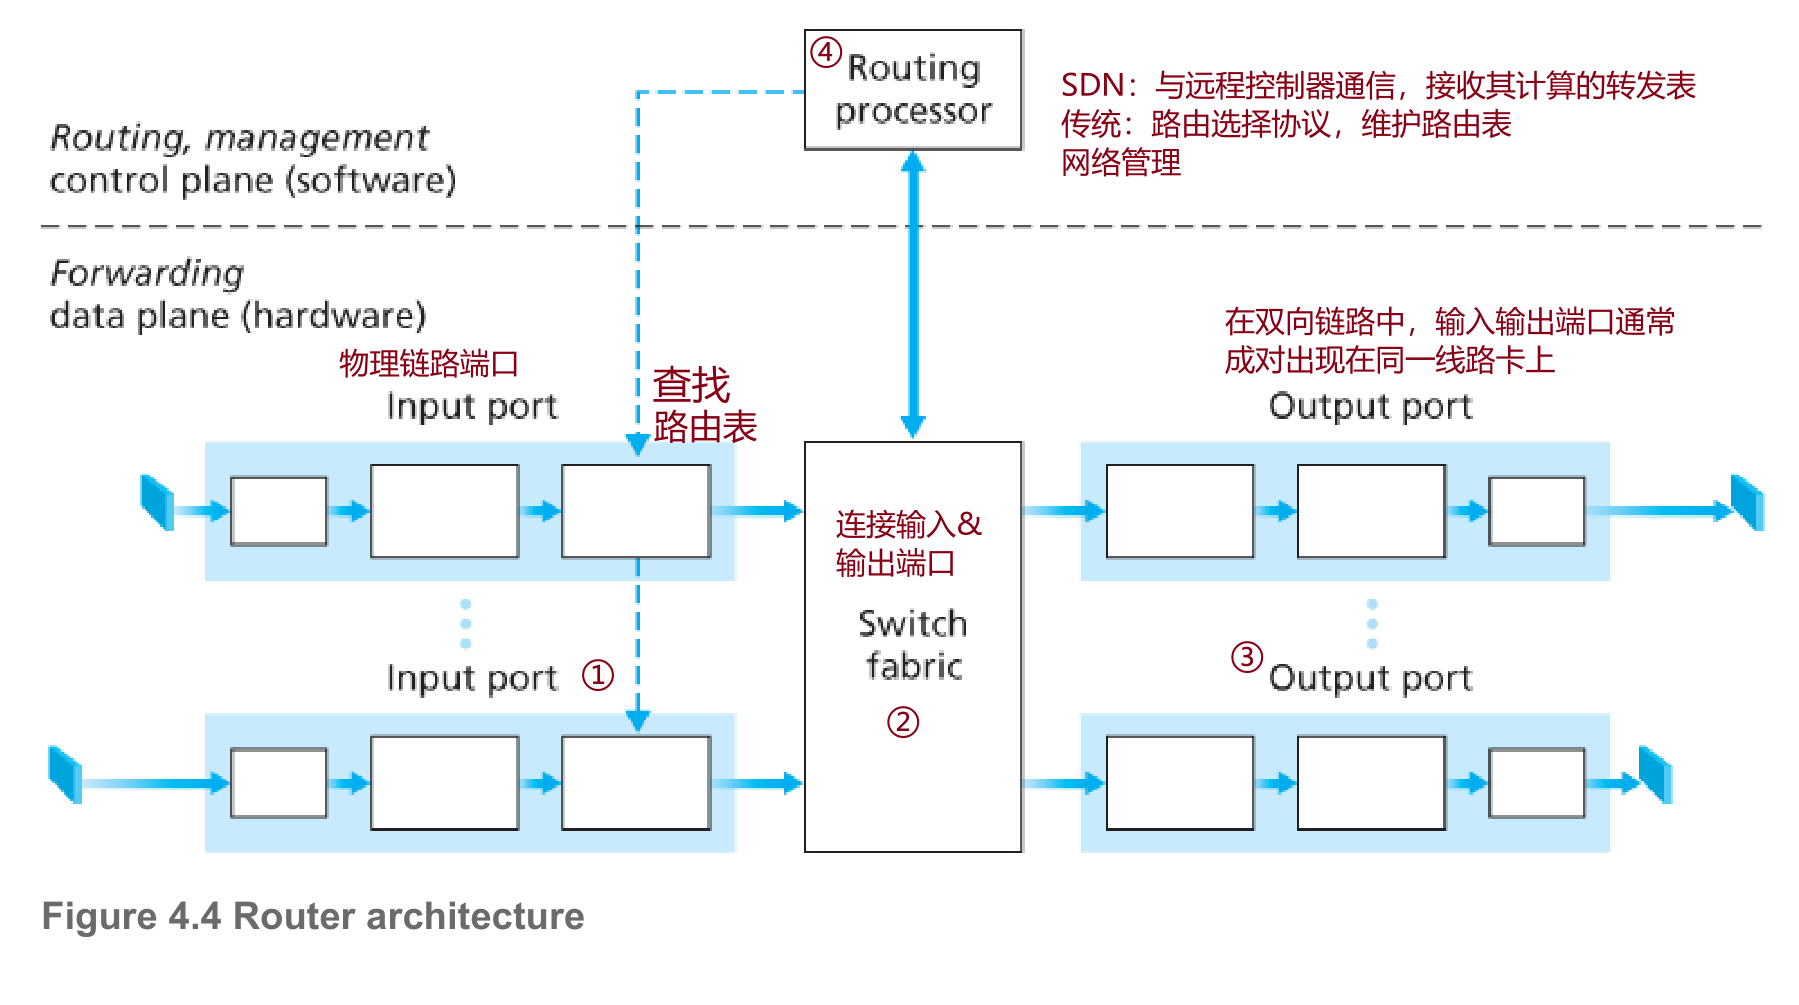 ④
Routing
processor
SDN：与远程控制器通信，接收其计算的转发表
传统：路由选择协议，维护路由表
网络管理
Routing, management
control plane (software)
Forwarding
data plane (hardware)
物理链路端口
Input port
查找
路由表
在双向链路中，输入输出端口通常
成对出现在同一线路卡上
Output port
连接输入&
输出端口
Switch
fabric
②
Input port
①
③
Output port
Figure 4.4 Router architecture